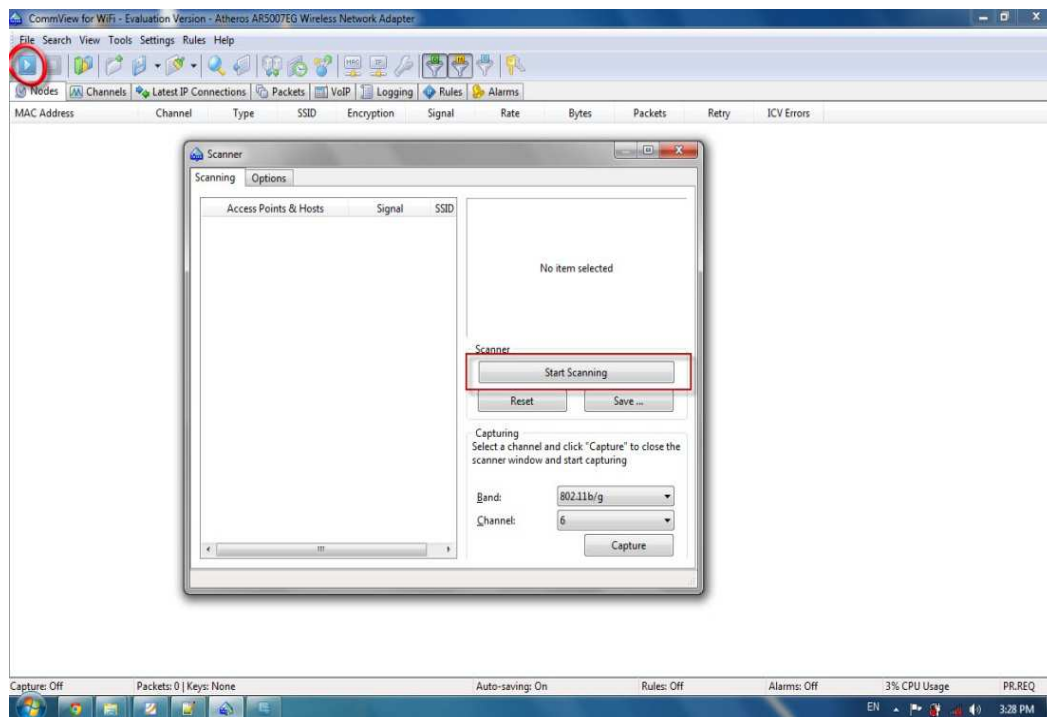 CommView for WiFi - Evaluation Version - Atheros AR5007EG Wireless Network Adapter
File Search View Tools Settings Rules Help
Nodes Channels Latest IP Connections Packets VoIP Logging Rules Alarms
MAC Address Channel Type SSID Encryption Signal Rate Bytes Packets Retry ICV Errors
Scanner
Scanning Options
Access Points & Hosts Signal SSID
No item selected
Scanner
Start Scanning
Reset Save ...
Capturing
Select a channel and click "Capture" to close the
scanner window and start capturing
Band: 802.11b/g
Channel: 6
Capture
Capture: Off Packets: 0 | Keys: None Auto-saving: On Rules: Off Alarms: Off 3% CPU Usage PR.REQ
EN 3:28 PM